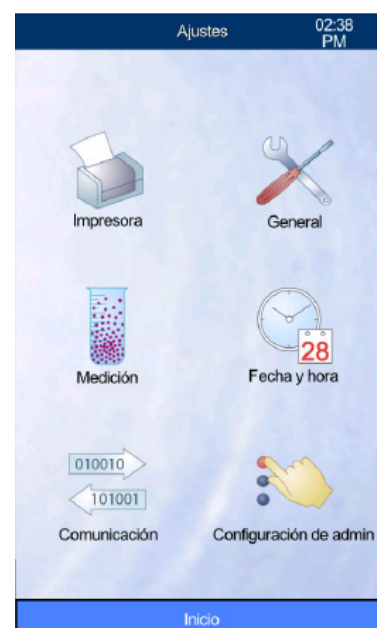 Ajustes
02:38
PM
Impresora
General
28
Medición
Fecha y hora
010010
101001
Comunicación
Configuración de admin
Inicio